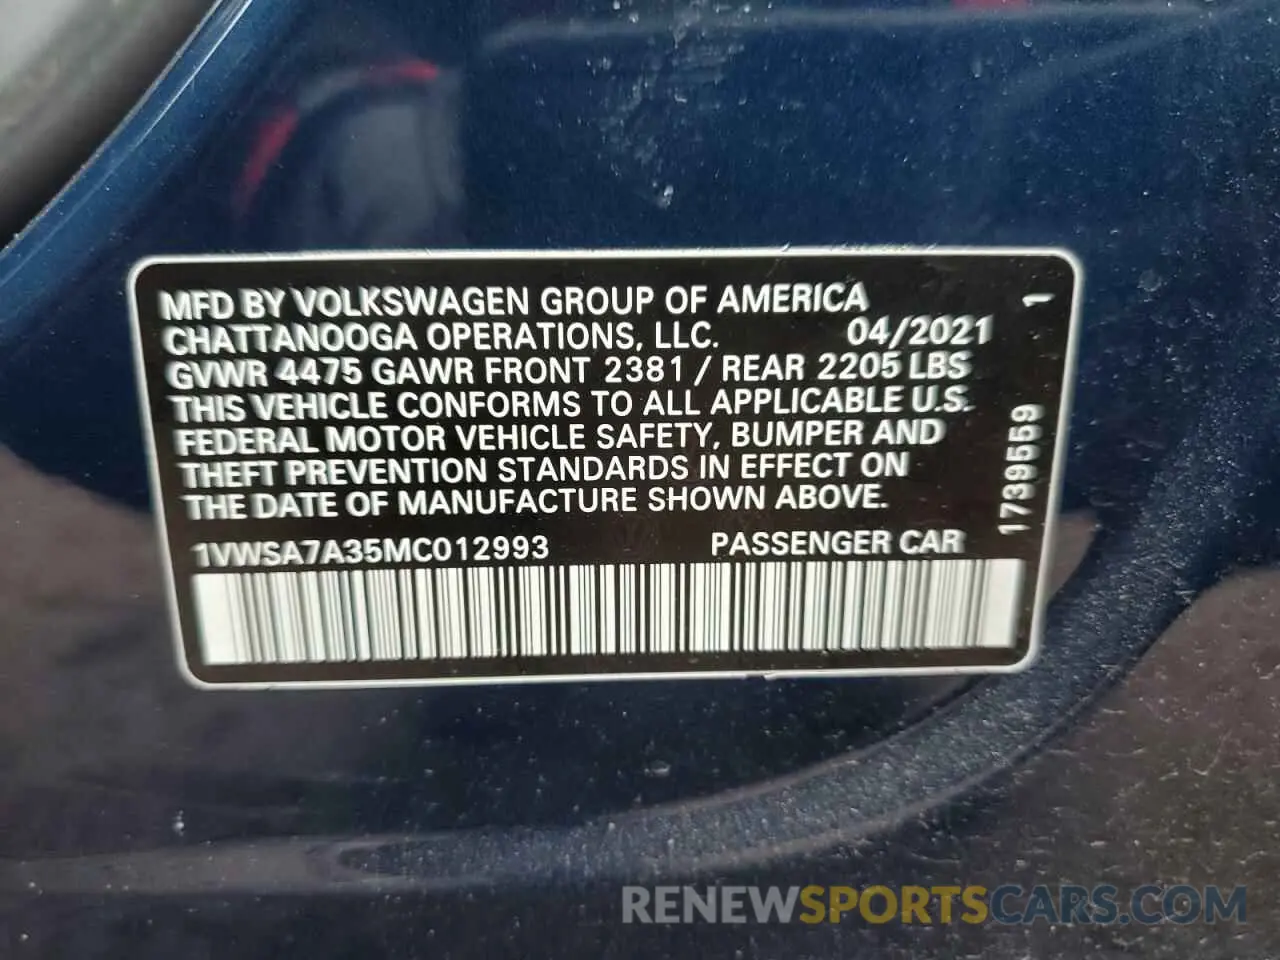 MFD BY VOLKSWAGEN GROUP OF AMERICA
CHATTANOOGA OPERATIONS, LLC. 04/2021
GVWR 4475 GAWR FRONT 2381 / REAR 2205 LBS
THIS VEHICLE CONFORMS TO ALL APPLICABLE U.S.
FEDERAL MOTOR VEHICLE SAFETY, BUMPER AND
THEFT PREVENTION STANDARDS IN EFFECT ON
THE DATE OF MANUFACTURE SHOWN ABOVE.
1VWSA7A35MC012993 PASSENGER CAR
1739559 1
RENEWSPORTSCARS.COM